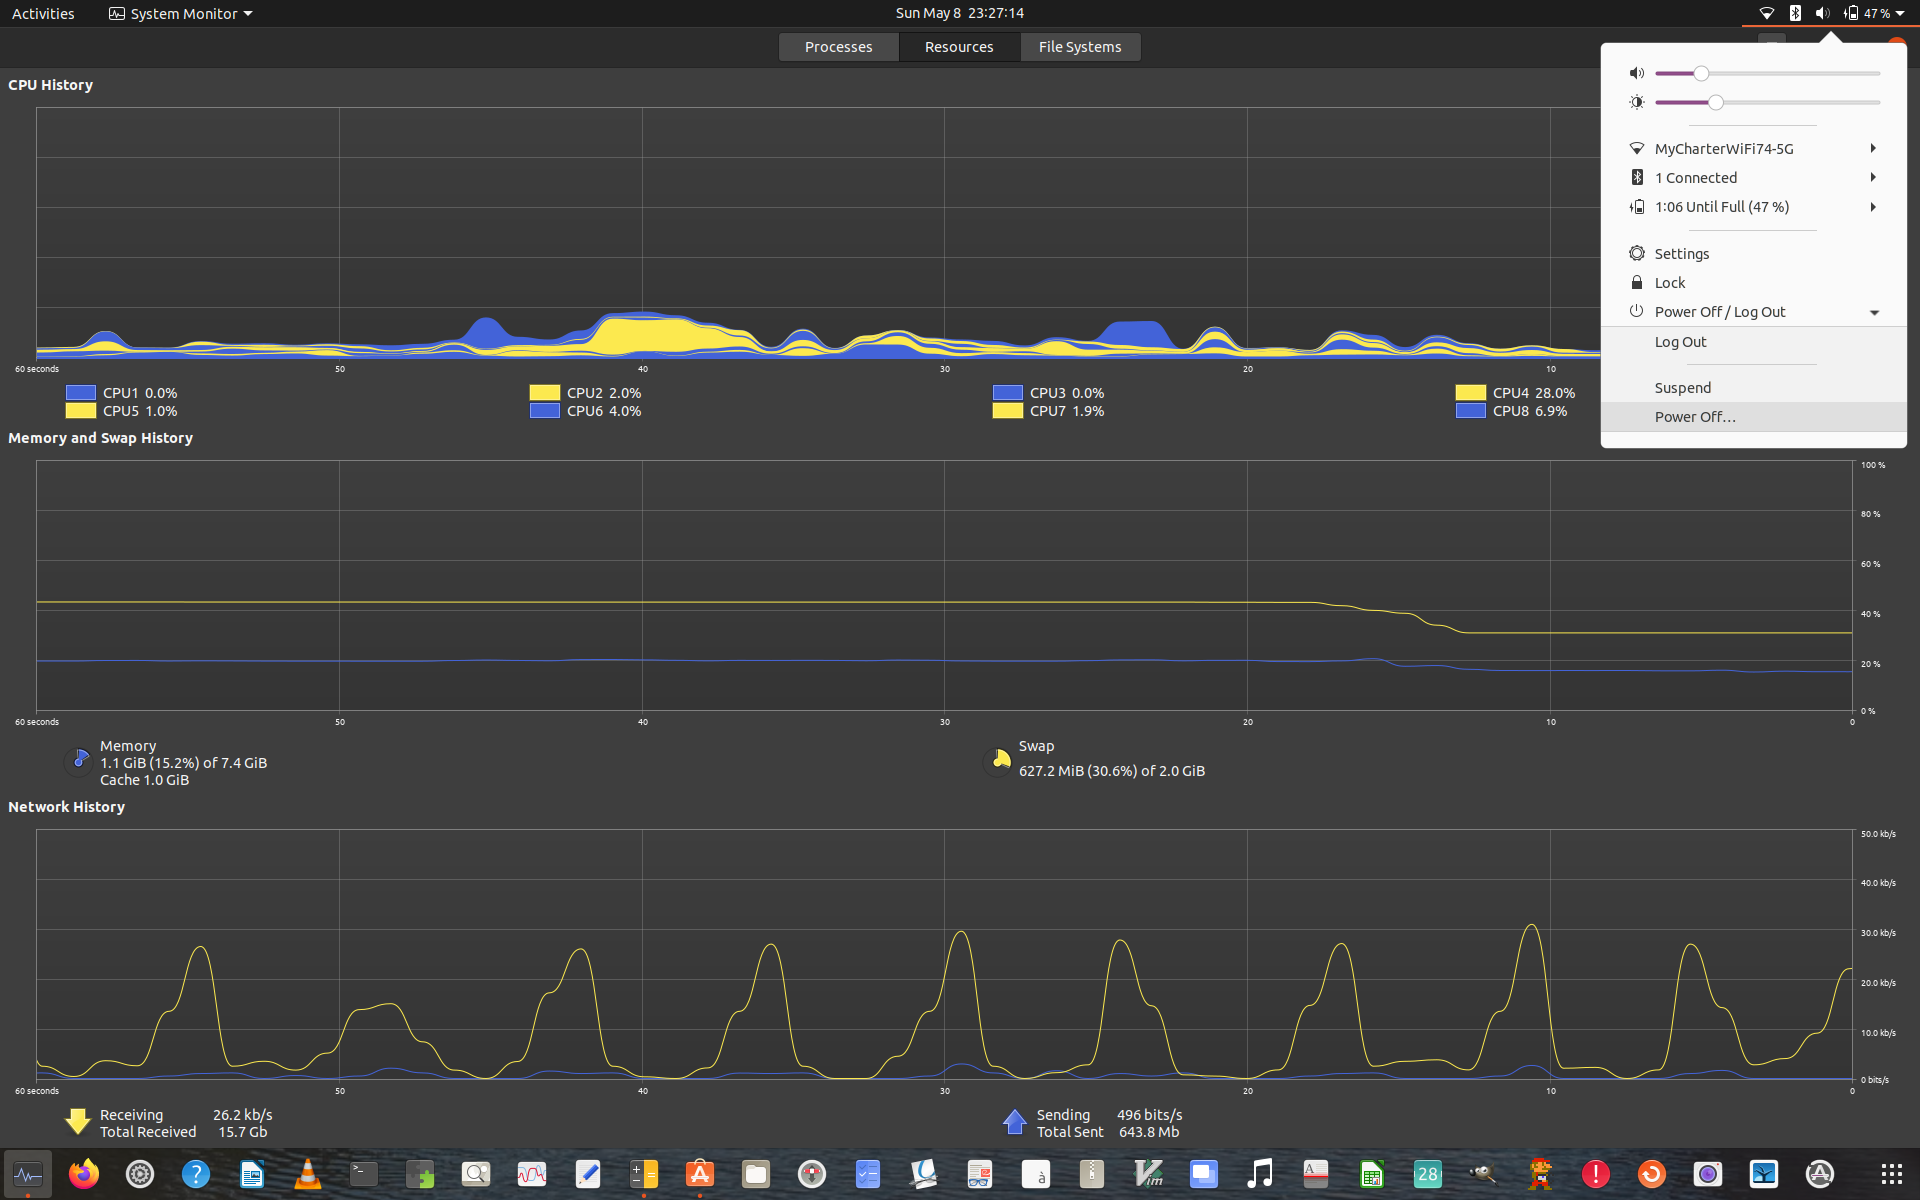 Activities
System Monitor
Sun May 8 23:27:14
47 %
Processes
Resources
File Systems
MyCharterWiFi74-5G
1 Connected
1:06 Until Full (47 %)
Settings
Lock
Power Off / Log Out
Log Out
Suspend
Power Off…
CPU History
60 seconds
50
40
30
20
10
CPU1 0.0%
CPU2 2.0%
CPU3 0.0%
CPU4 28.0%
CPU5 1.0%
CPU6 4.0%
CPU7 1.9%
CPU8 6.9%
Memory and Swap History
100 %
80 %
60 %
40 %
20 %
0 %
60 seconds
50
40
30
20
10
0
Memory
1.1 GiB (15.2%) of 7.4 GiB
Cache 1.0 GiB
Swap
627.2 MiB (30.6%) of 2.0 GiB
Network History
50.0 kb/s
40.0 kb/s
30.0 kb/s
20.0 kb/s
10.0 kb/s
0 bits/s
60 seconds
50
40
30
20
10
0
Receiving 26.2 kb/s
Total Received 15.7 Gb
Sending 496 bits/s
Total Sent 643.8 Mb
?
>_
à
Vim
A
28
!